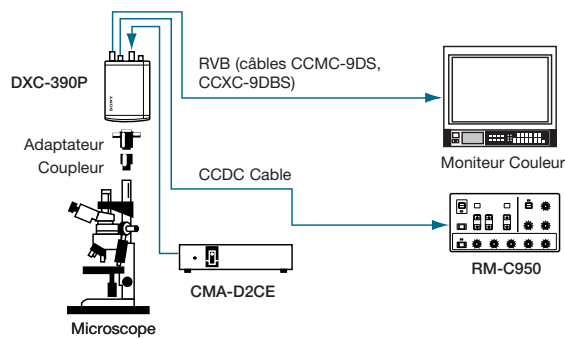 RVB (câbles CCMC-9DS,
CCXC-9DBS)
DXC-390P
SONY
Adaptateur
Coupleur
CCDC Cable
Moniteur Couleur
RM-C950
CMA-D2CE
Microscope